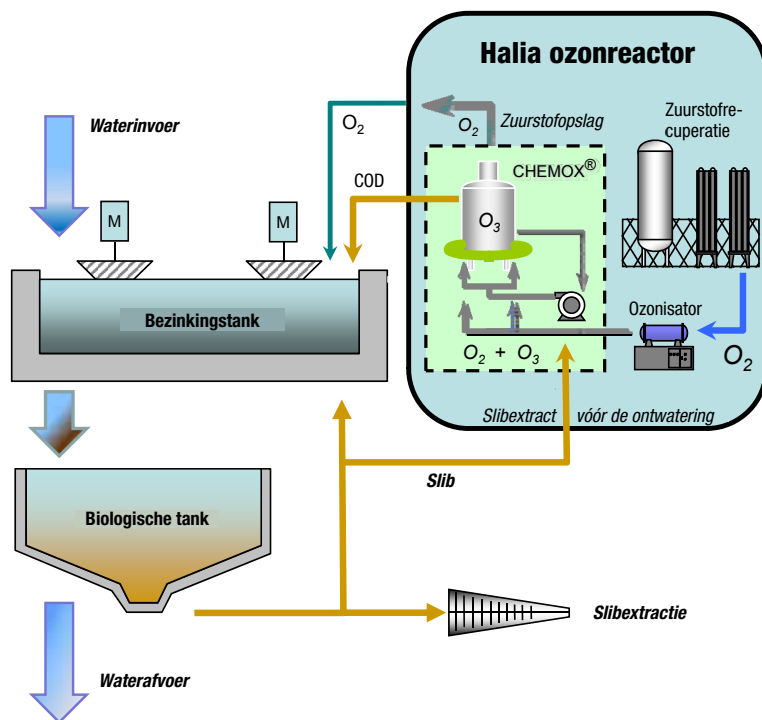 Halia ozonreactor
Waterinvoer
O2
O2
Zuurstofopslag
Zuurstofre-
cuperatie
CHEMOX®
COD
M
M
O3
Bezinkingstank
Ozonisator
O2 + O3
O2
Slibextract vóór de ontwatering
Slib
Biologische tank
Slibextractie
Waterafvoer